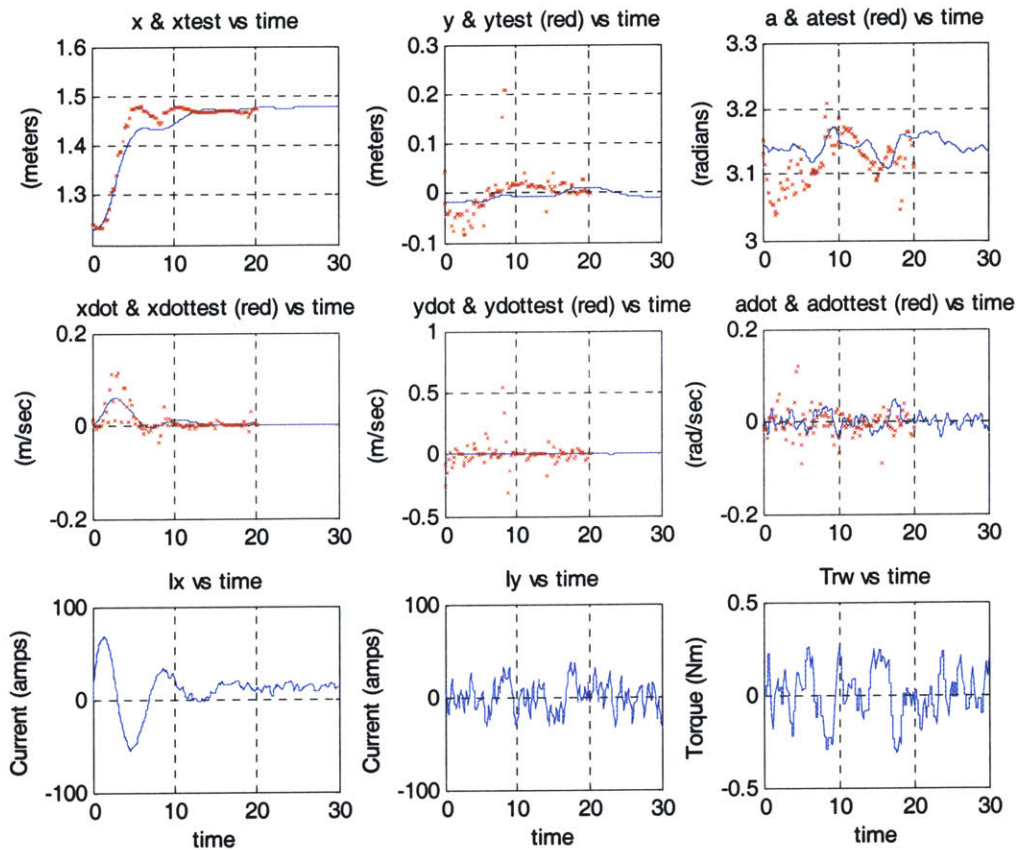 x & xtest vs time
y & ytest (red) vs time
a & atest (red) vs time
1.6
1.5
1.4
1.3
(meters)
0 10 20 30
0.3
0.2
0.1
0
-0.1
(meters)
0 10 20 30
3.3
3.2
3.1
3
(radians)
0 10 20 30
xdot & xdottest (red) vs time
ydot & ydottest (red) vs time
adot & adottest (red) vs time
0.2
0
-0.2
(m/sec)
0 10 20 30
1
0.5
0
-0.5
(m/sec)
0 10 20 30
0.2
0
-0.2
(rad/sec)
0 10 20 30
Ix vs time
Iy vs time
Trw vs time
100
0
-100
Current (amps)
0 10 20 30
time
100
0
-100
Current (amps)
0 10 20 30
time
0.5
0
-0.5
Torque (Nm)
0 10 20 30
time